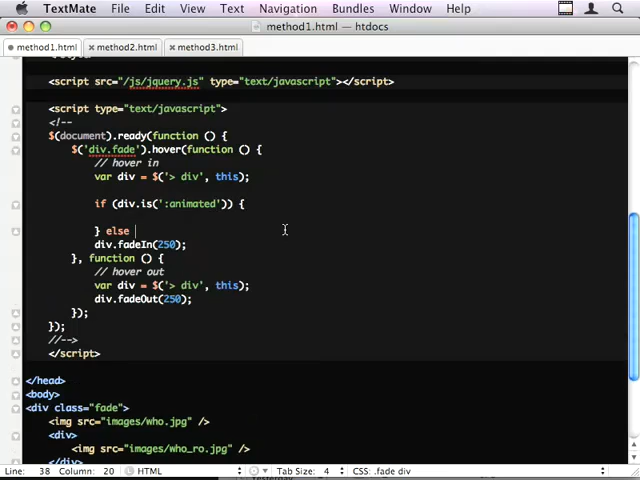 TextMate File Edit View Text Navigation Bundles Window Help
method1.html — htdocs
method1.html × method2.html × method3.html
<script src="/js/jquery.js" type="text/javascript"></script>
<script type="text/javascript">
<!--
$(document).ready(function () {
$('div.fade').hover(function () {
// hover in
var div = $('> div', this);
if (div.is(':animated')) {
} else
div.fadeIn(250);
}, function () {
// hover out
var div = $('> div', this);
div.fadeOut(250);
});
});
//-->
</script>
</head>
<body>
<div class="fade">
<img src="images/who.jpg" />
<div>
<img src="images/who_ro.jpg" />
</div>
Line: 38 Column: 20 HTML Tab Size: 4 CSS: .fade div